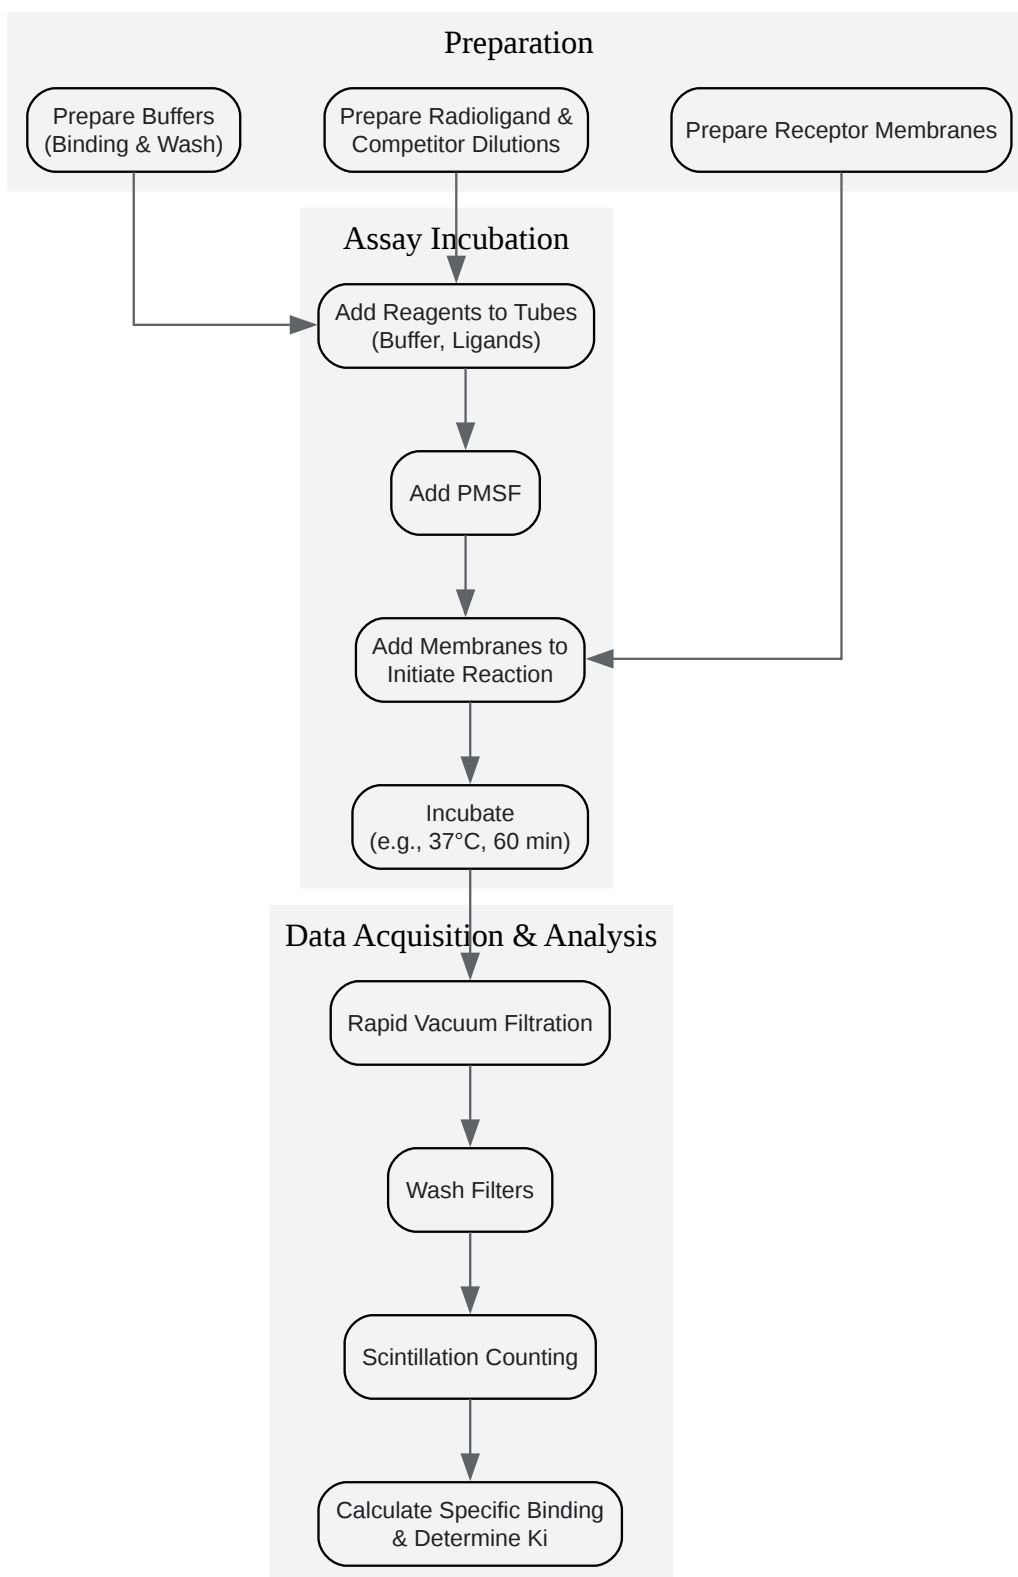 Preparation
Prepare Buffers
(Binding & Wash)
Prepare Radioligand &
Competitor Dilutions
Prepare Receptor Membranes
Assay Incubation
Add Reagents to Tubes
(Buffer, Ligands)
Add PMSF
Add Membranes to
Initiate Reaction
Incubate
(e.g., 37°C, 60 min)
Data Acquisition & Analysis
Rapid Vacuum Filtration
Wash Filters
Scintillation Counting
Calculate Specific Binding
& Determine Ki